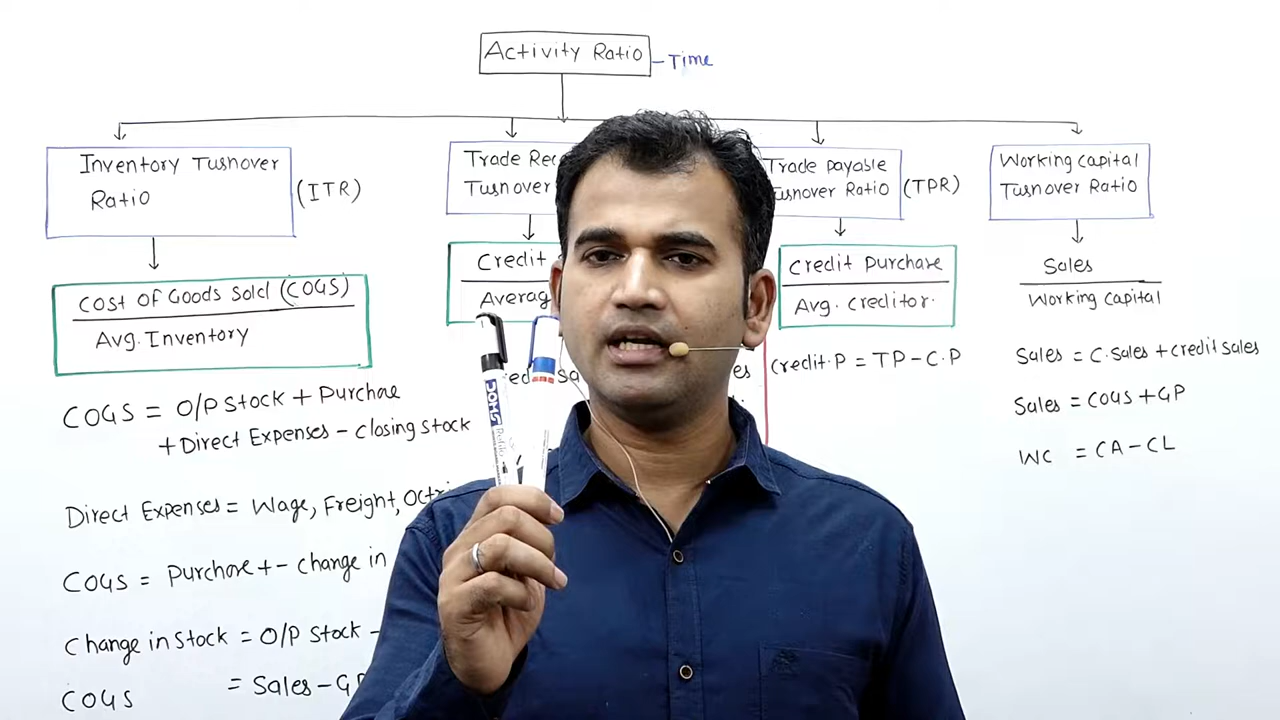 Activity Ratio
- Time
Inventory Turnover
Ratio
(ITR)
Cost Of Goods Sold (COGS)
Avg. Inventory
COGS = O/P Stock + Purchase
+ Direct Expenses - closing stock
Direct Expenses = Wage, Freight,
COGS = Purchase + - change in
Change in Stock = O/P Stock -
COGS = Sales - GP
Trade
Turnover
Credit
Trade Payable
Ratio
(TPR)
Credit Purchase
Avg. Creditor.
Credit.P = TP - C.P
Working Capital
Turnover Ratio
Sales
Working Capital
Sales = C.Sales + Credit Sales
Sales = COGS + GP
WC = CA - CL